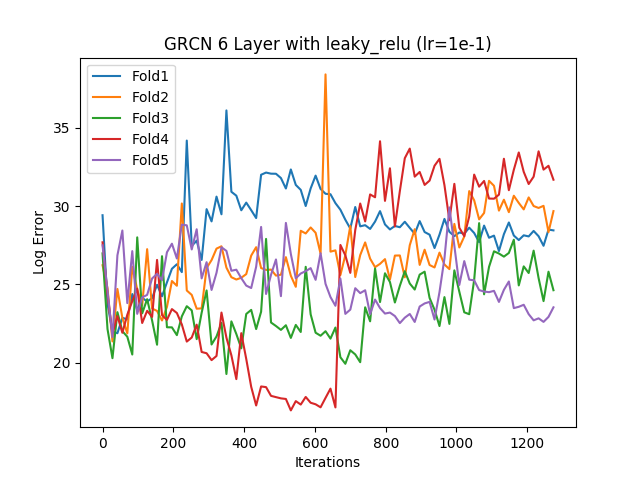 GRCN 6 Layer with leaky_relu (lr=1e-1)
Fold1
Fold2
Fold3
Fold4
Fold5
Log Error
35
30
25
20
0 200 400 600 800 1000 1200
Iterations